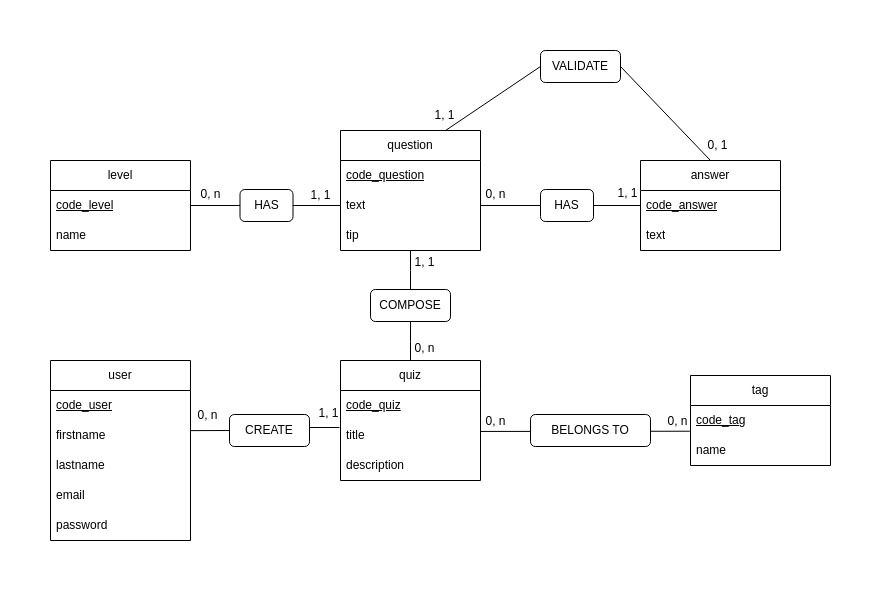 VALIDATE
1, 1
0, 1
question
code_question
text
tip
level
code_level
name
0, n
HAS
1, 1
0, n
HAS
1, 1
answer
code_answer
text
1, 1
COMPOSE
0, n
user
code_user
firstname
lastname
email
password
0, n
CREATE
1, 1
quiz
code_quiz
title
description
0, n
BELONGS TO
0, n
tag
code_tag
name